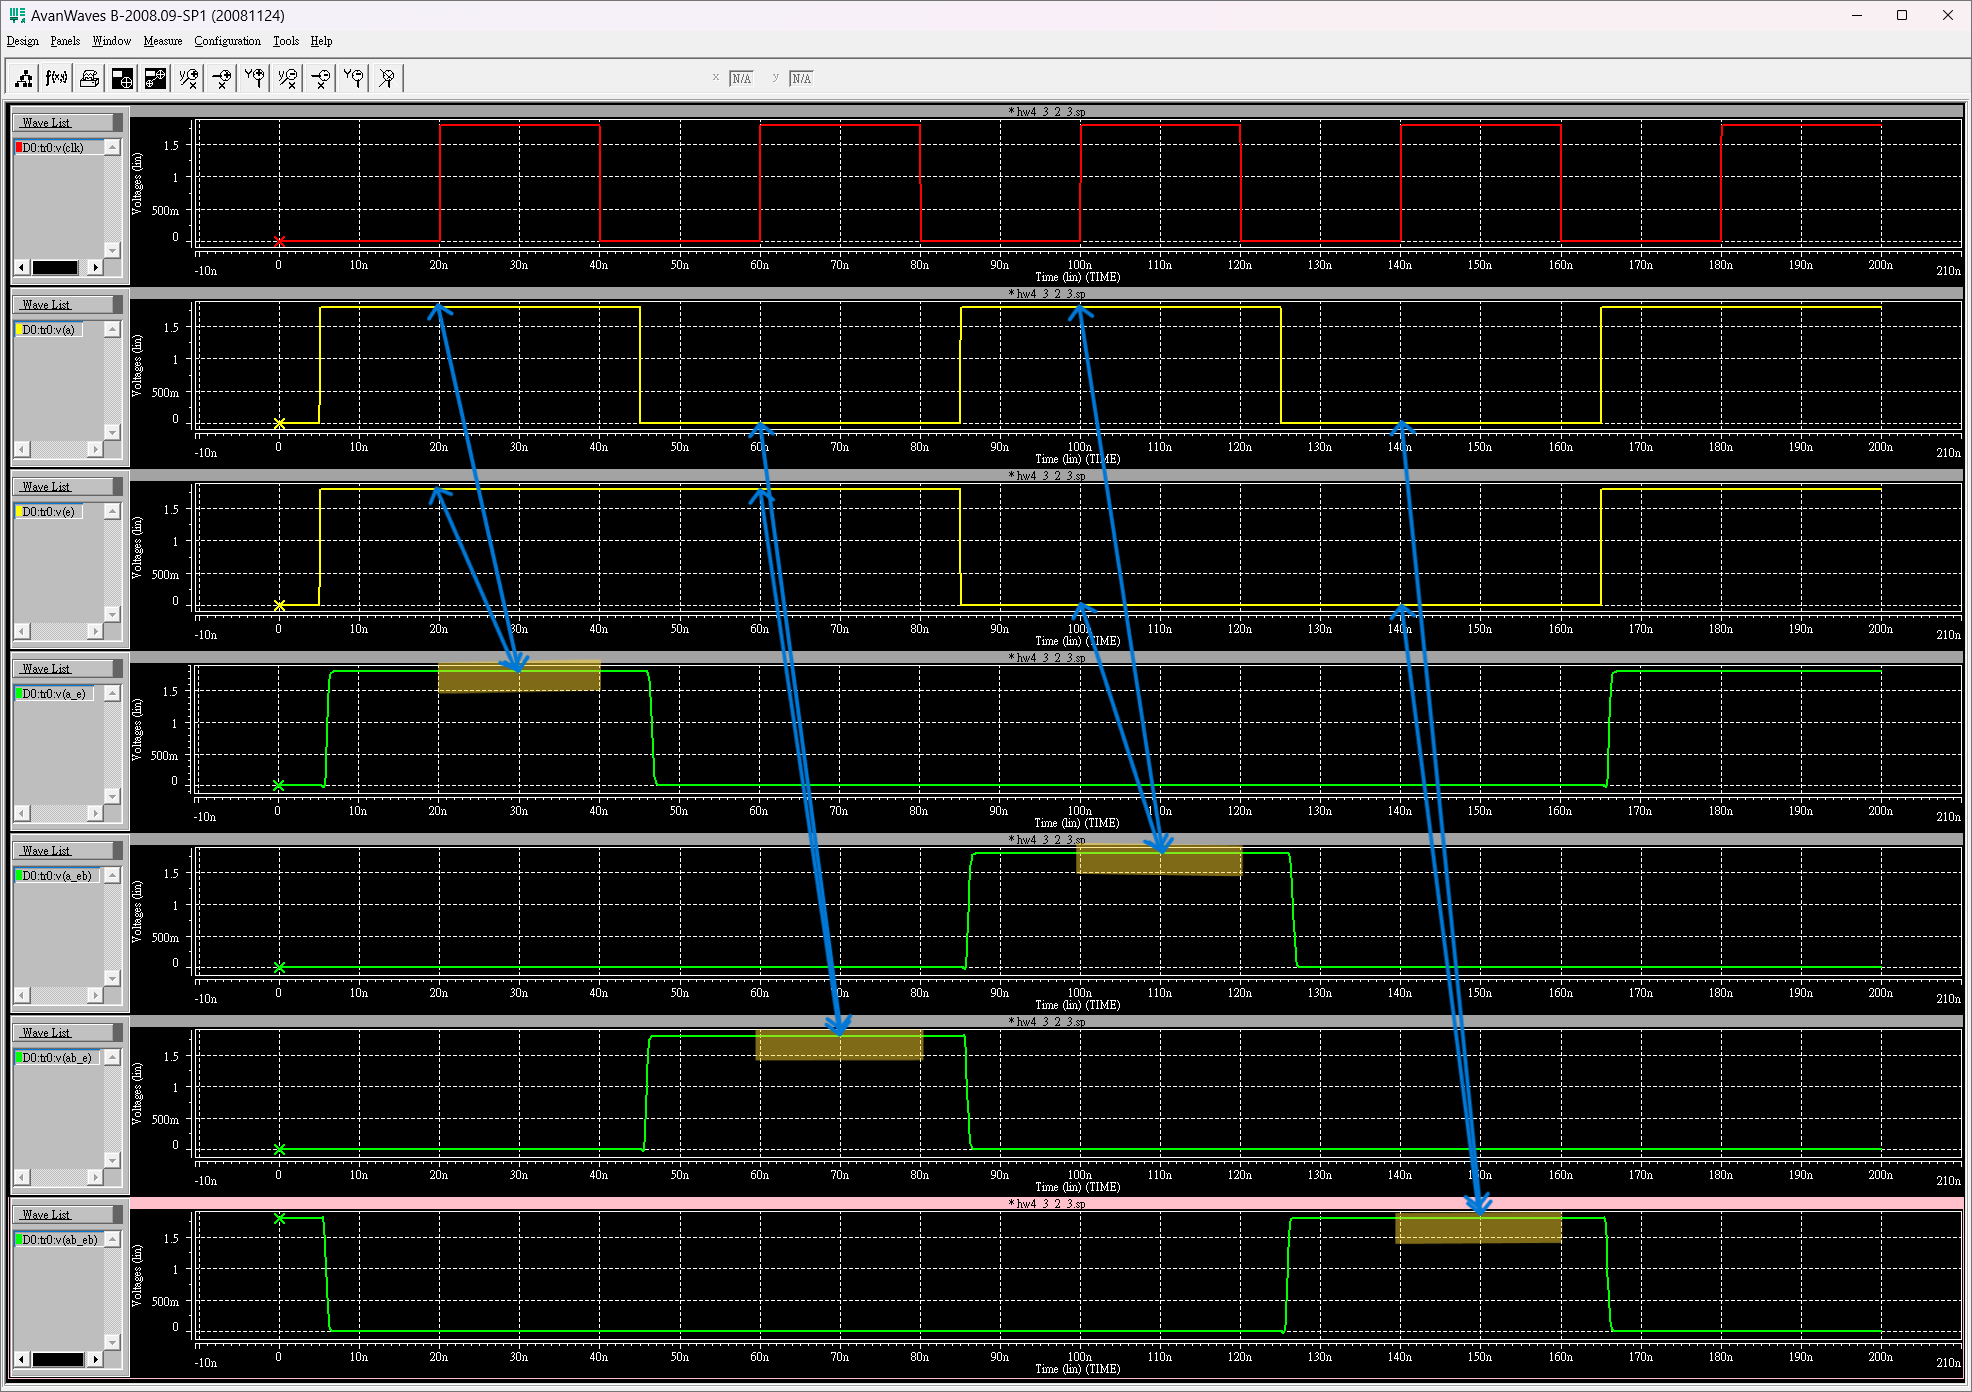 AvanWaves B-2008.09-SP1 (20081124)
Design Panels Window Measure Configuration Tools Help
f(x) x N/A y N/A
* hw4_3_2_3.sp
Wave List
D0:tr0:v(clk)
Voltages (lin)
1.5
1
500m
0
-10n 0 10n 20n 30n 40n 50n 60n 70n 80n 90n 100n 110n 120n 130n 140n 150n 160n 170n 180n 190n 200n 210n
Time (lin) (TIME)
* hw4_3_2_3.sp
Wave List
D0:tr0:v(a)
Voltages (lin)
1.5
1
500m
0
-10n 0 10n 20n 30n 40n 50n 60n 70n 80n 90n 100n 110n 120n 130n 140n 150n 160n 170n 180n 190n 200n 210n
Time (lin) (TIME)
* hw4_3_2_3.sp
Wave List
D0:tr0:v(e)
Voltages (lin)
1.5
1
500m
0
-10n 0 10n 20n 30n 40n 50n 60n 70n 80n 90n 100n 110n 120n 130n 140n 150n 160n 170n 180n 190n 200n 210n
Time (lin) (TIME)
* hw4_3_2_3.sp
Wave List
D0:tr0:v(a_e)
Voltages (lin)
1.5
1
500m
0
-10n 0 10n 20n 30n 40n 50n 60n 70n 80n 90n 100n 110n 120n 130n 140n 150n 160n 170n 180n 190n 200n 210n
Time (lin) (TIME)
* hw4_3_2_3.sp
Wave List
D0:tr0:v(a_eb)
Voltages (lin)
1.5
1
500m
0
-10n 0 10n 20n 30n 40n 50n 60n 70n 80n 90n 100n 110n 120n 130n 140n 150n 160n 170n 180n 190n 200n 210n
Time (lin) (TIME)
* hw4_3_2_3.sp
Wave List
D0:tr0:v(ab_e)
Voltages (lin)
1.5
1
500m
0
-10n 0 10n 20n 30n 40n 50n 60n 70n 80n 90n 100n 110n 120n 130n 140n 150n 160n 170n 180n 190n 200n 210n
Time (lin) (TIME)
* hw4_3_2_3.sp
Wave List
D0:tr0:v(ab_eb)
Voltages (lin)
1.5
1
500m
0
-10n 0 10n 20n 30n 40n 50n 60n 70n 80n 90n 100n 110n 120n 130n 140n 150n 160n 170n 180n 190n 200n 210n
Time (lin) (TIME)